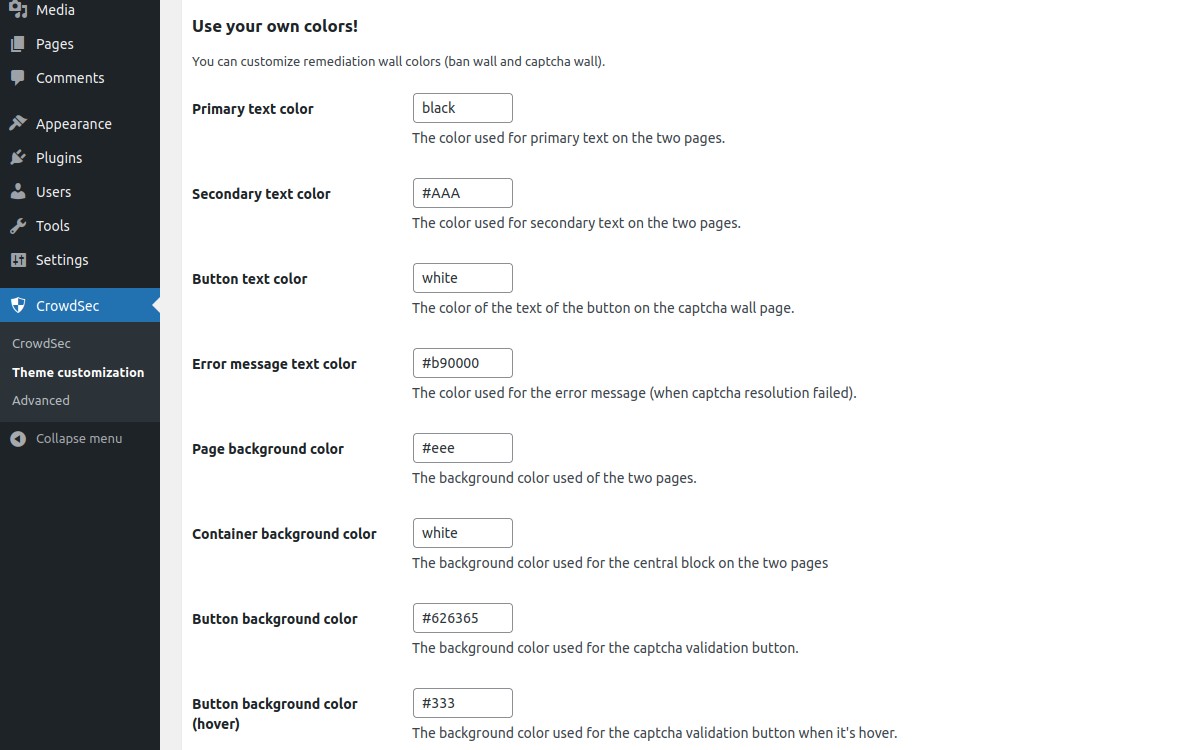 Media
Pages
Comments
Appearance
Plugins
Users
Tools
Settings
CrowdSec
CrowdSec
Theme customization
Advanced
Collapse menu
Use your own colors!
You can customize remediation wall colors (ban wall and captcha wall).
Primary text color
black
The color used for primary text on the two pages.
Secondary text color
#AAA
The color used for secondary text on the two pages.
Button text color
white
The color of the text of the button on the captcha wall page.
Error message text color
#b90000
The color used for the error message (when captcha resolution failed).
Page background color
#eee
The background color used of the two pages.
Container background color
white
The background color used for the central block on the two pages
Button background color
#626365
The background color used for the captcha validation button.
Button background color
(hover)
#333
The background color used for the captcha validation button when it's hover.